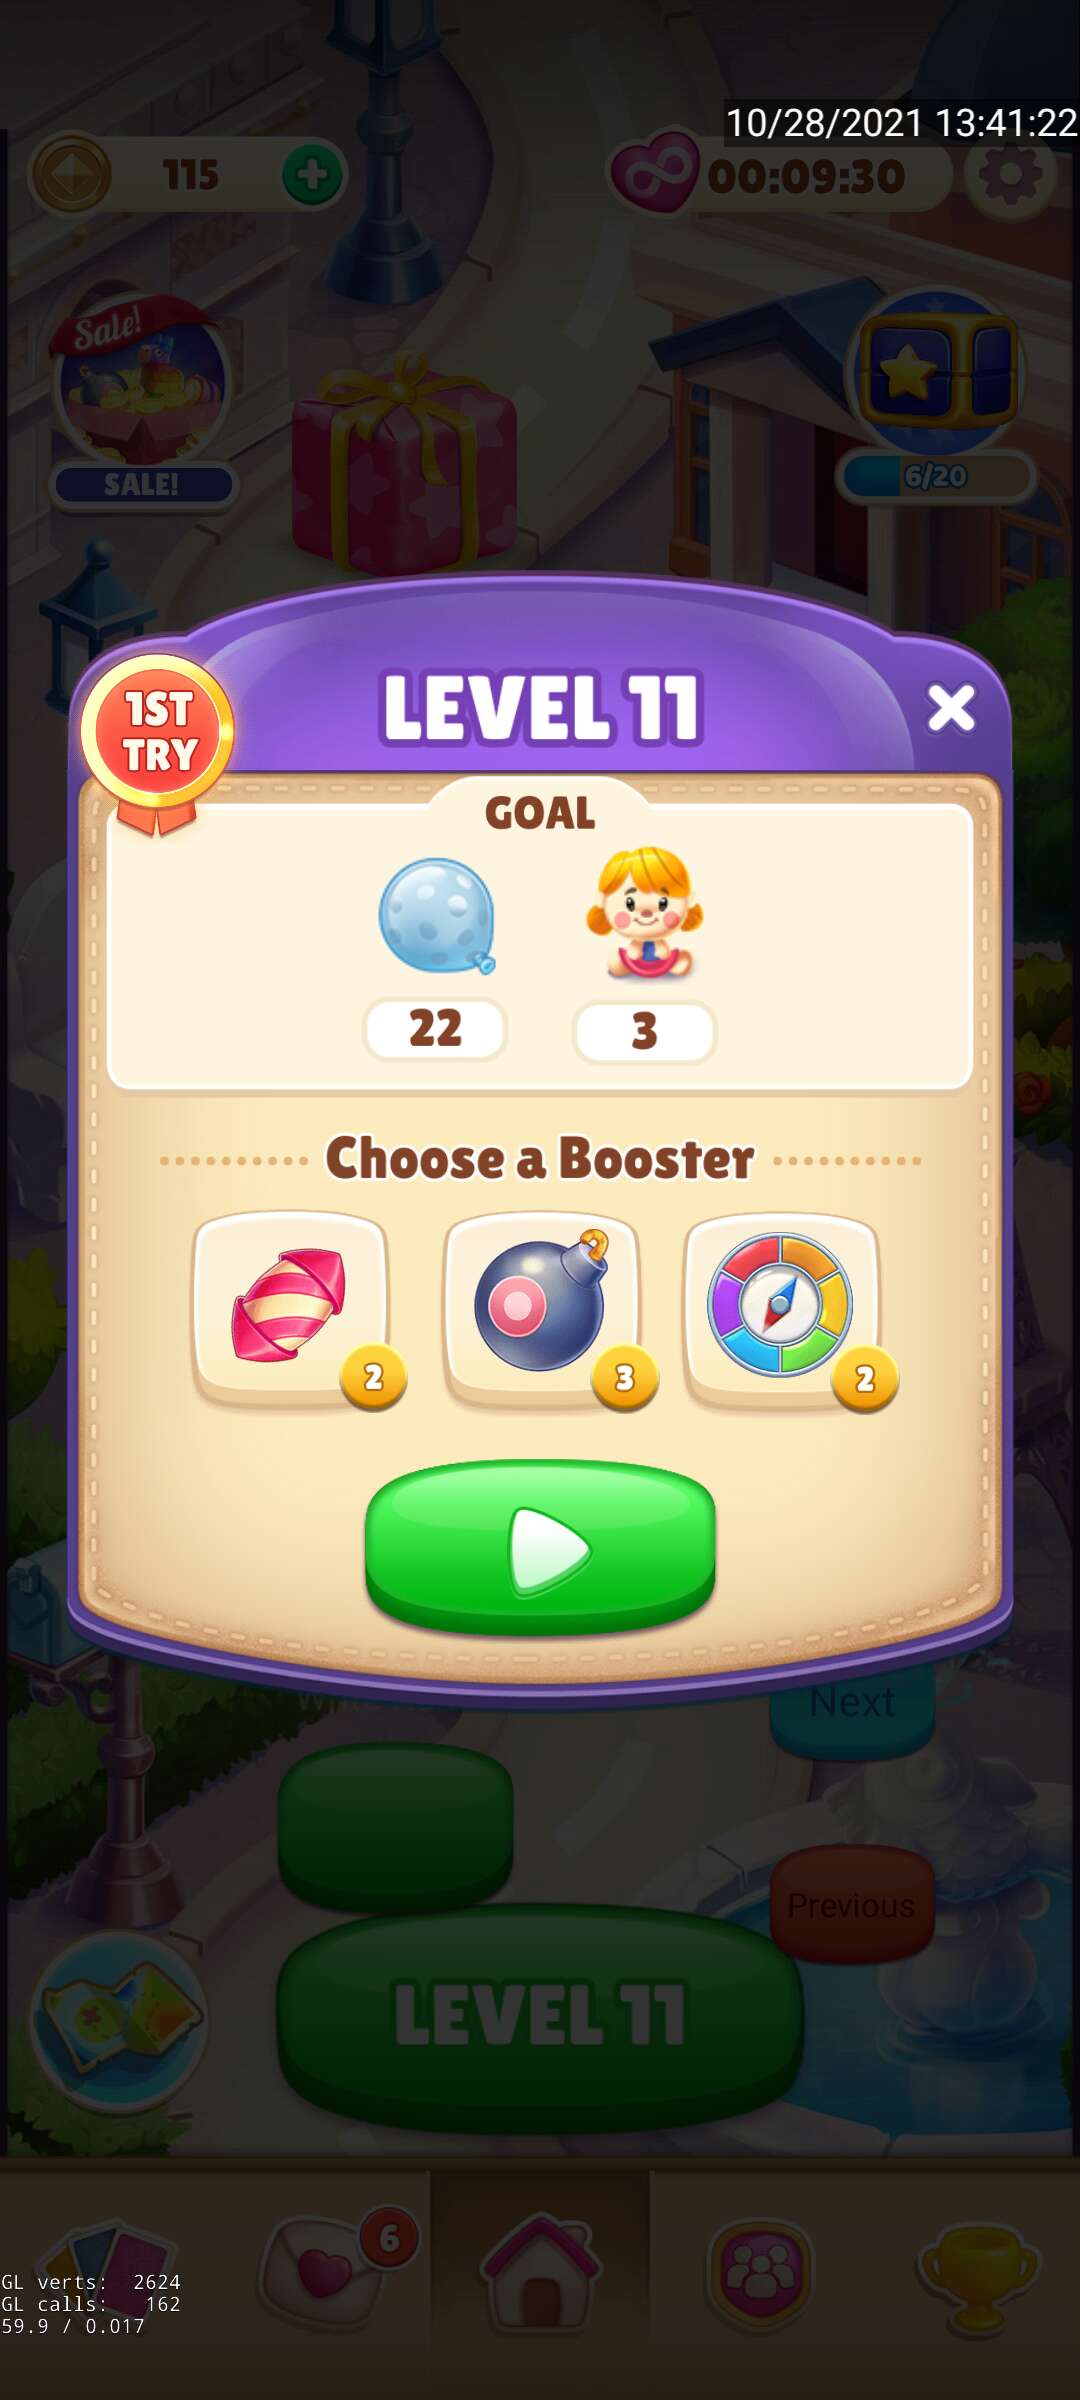 10/28/2021 13:41:22
115
00:09:30
Sale!
SALE!
6/20
1ST
TRY
LEVEL 11
GOAL
22
3
Choose a Booster
2
3
2
Next
Previous
LEVEL 11
6
GL verts: 2624
GL calls: 162
59.9 / 0.017